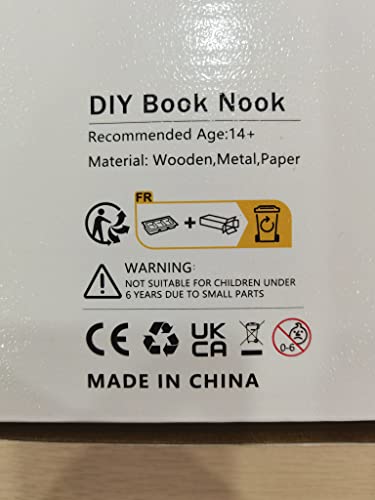 DIY Book Nook
Recommended Age:14+
Material: Wooden,Metal,Paper
FR
+
WARNING:
NOT SUITABLE FOR CHILDREN UNDER
6 YEARS DUE TO SMALL PARTS
CE UK CA 0-6
MADE IN CHINA